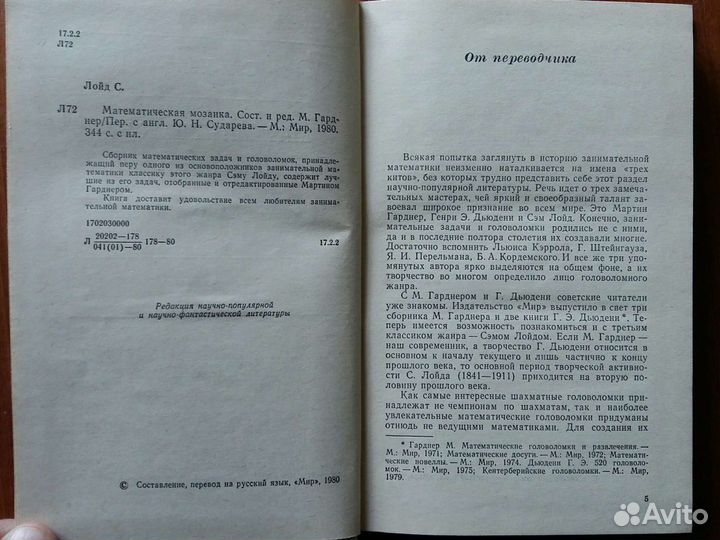 17.2.2
Л72
Лойд С.
Л72 Математическая мозаика. Сост. и ред. М. Гард-
нер/Пер. с англ. Ю. Н. Сударева. — М.: Мир, 1980,
344 с. с ил.
Сборник математических задач и головоломок, принадле-
жащий перу одного из основоположников занимательной
математики классику этого жанра Сэму Лойду, содержит луч-
шие из его задач, отобранные и отредактированные Мартином
Гарднером.
Книга доставит удовольствие всем любителям занима-
тельной математики.
1702030000
Л 20202—178
041(01)—80 178—80 17.2.2
Редакция научно-популярной
и научно-фантастической литературы
© Составление, перевод на русский язык, «Мир», 1980
От переводчика
Всякая попытка заглянуть в историю занимательной
математики неизменно наталкивается на имена «трех
китов», без которых трудно представить себе этот раздел
научно-популярной литературы. Речь идет о трех замеча-
тельных мастерах, чей яркий и своеобразный талант за-
воевал широкое признание во всем мире. Это Мартин
Гарднер, Генри Э. Дьюдени и Сэм Лойд. Конечно, зани-
мательные задачи и головоломки родились не с ними,
да и в последние полтора столетия их создавали многие.
Достаточно вспомнить Льюиса Кэррола, Г. Штейнгауза,
Я. И. Перельмана, Б. А. Кордемского. И все же три упо-
мянутых автора ярко выделяются на общем фоне, а их
творчество во многом определило лицо головоломного
жанра.
С М. Гарднером и Г. Дьюдени советские читатели
уже знакомы. Издательство «Мир» выпустило в свет три
сборника М. Гарднера и две книги Г. Э. Дьюдени*. Те-
перь имеется возможность познакомиться и с третьим
классиком жанра — Сэмом Лойдом. Если М. Гарднер —
наш современник, а творчество Г. Дьюдени относится в
основном к началу текущего и лишь частично к концу
прошлого века, то основной период творческой активнос-
ти С. Лойда (1841—1911) приходится на вторую по-
ловину прошлого века.
Как самые интересные шахматные головоломки при-
надлежат не чемпионам по шахматам, так и наиболее
увлекательные математические головоломки придуманы
отнюдь не ведущими математиками. Для создания их
* Гарднер М. Математические головоломки и развлечения. —
М.: Мир, 1971; Математические досуги. — М.: Мир, 1972; Математи-
ческие новеллы. — М.: Мир, 1974. Дьюдени Г. Э. 520 головоло-
мок. — М.: Мир, 1975; Кентерберийские головоломки. — М.: Мир,
1979.
5
Avito